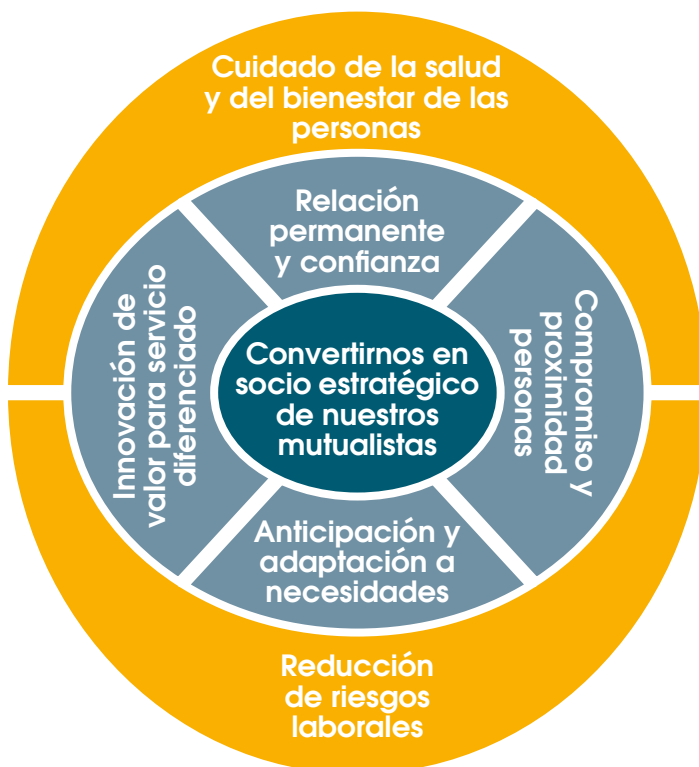 Cuidado de la salud
y del bienestar de las
personas
Relación
permanente
y confianza
Innovación de
valor para servicio
diferenciado
Convertirnos en
socio estratégico
de nuestros
mutualistas
Compromiso y
proximidad
personas
Anticipación y
adaptación a
necesidades
Reducción
de riesgos
laborales